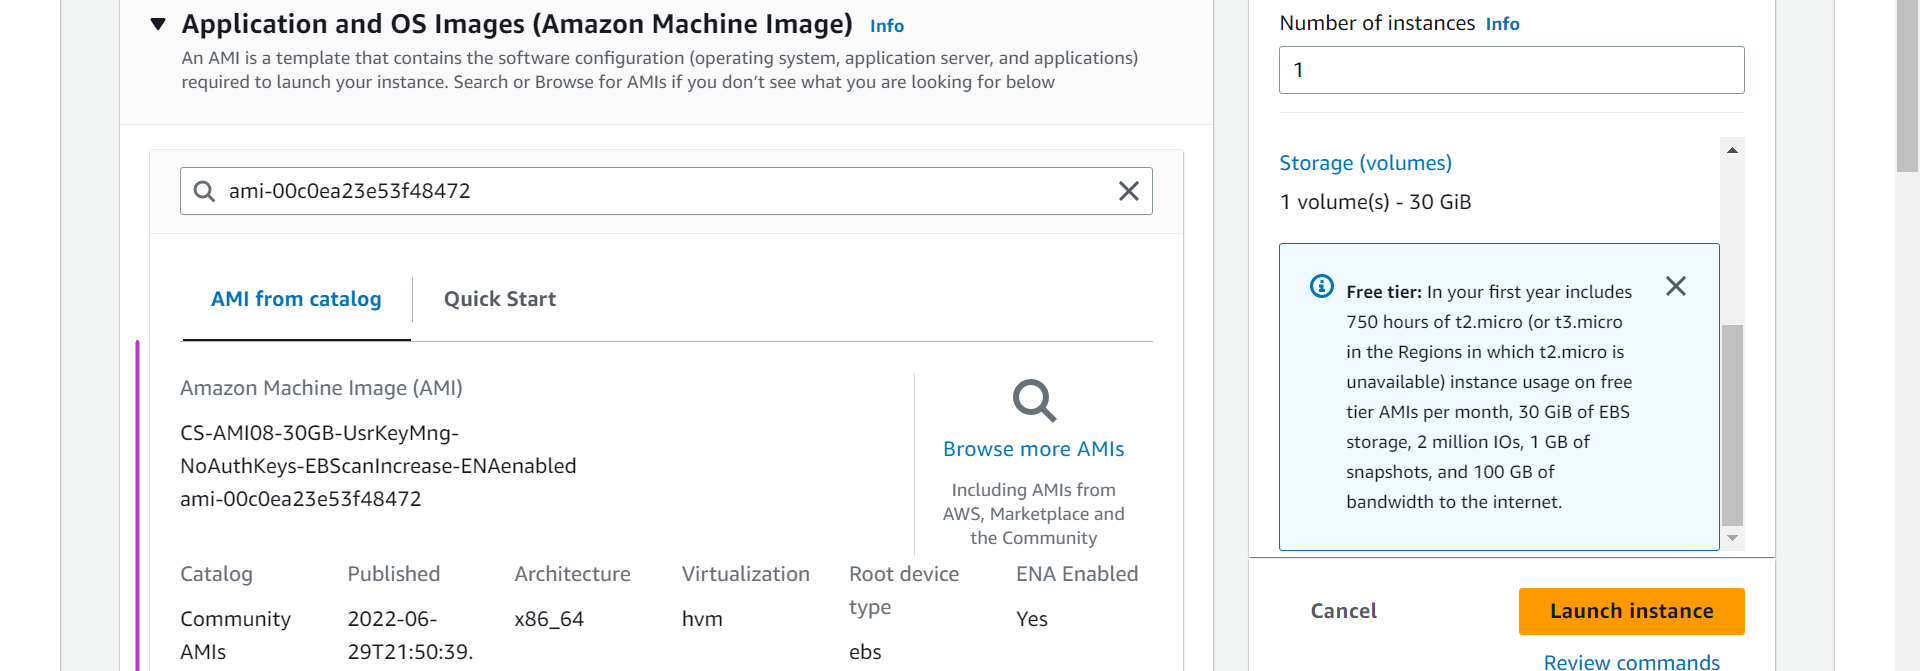 Application and OS Images (Amazon Machine Image) Info
An AMI is a template that contains the software configuration (operating system, application server, and applications)
required to launch your instance. Search or Browse for AMIs if you don’t see what you are looking for below
ami-00c0ea23e53f48472
AMI from catalog
Quick Start
Amazon Machine Image (AMI)
CS-AMI08-30GB-UsrKeyMng-
NoAuthKeys-EBScanIncrease-ENAenabled
ami-00c0ea23e53f48472
Browse more AMIs
Including AMIs from
AWS, Marketplace and
the Community
Catalog
Community
AMIs
Published
2022-06-
29T21:50:39.
Architecture
x86_64
Virtualization
hvm
Root device
type
ebs
ENA Enabled
Yes
Number of instances Info
1
Storage (volumes)
1 volume(s) - 30 GiB
Free tier: In your first year includes
750 hours of t2.micro (or t3.micro
in the Regions in which t2.micro is
unavailable) instance usage on free
tier AMIs per month, 30 GiB of EBS
storage, 2 million IOs, 1 GB of
snapshots, and 100 GB of
bandwidth to the internet.
Cancel
Launch instance
Review commands